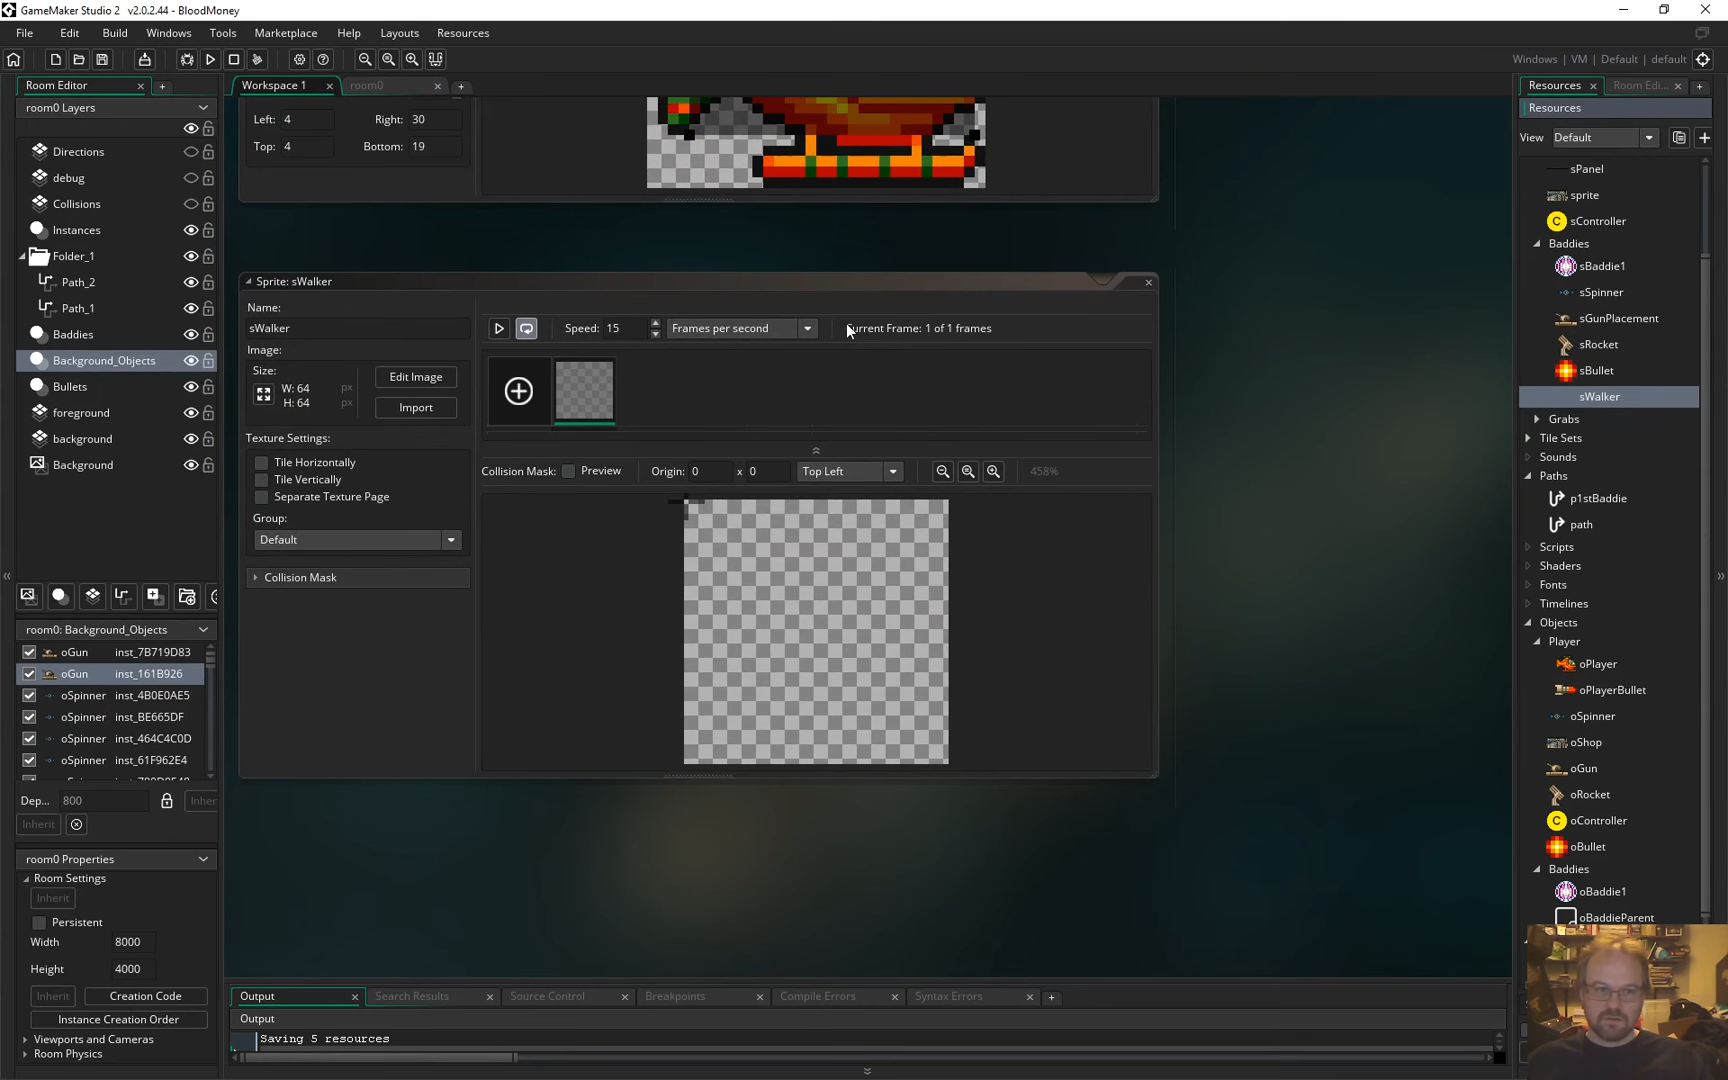 GameMaker Studio 2 v2.0.2.44 - BloodMoney
File Edit Build Windows Tools Marketplace Help Layouts Resources
Windows | VM | Default | default
Room Editor
Workspace 1 room0
Resources Room Edi...
room0 Layers
Directions
debug
Collisions
Instances
Folder_1
Path_2
Path_1
Baddies
Background_Objects
Bullets
foreground
background
Background
room0: Background_Objects
oGun inst_7B719D83
oGun inst_161B926
oSpinner inst_4B0E0AE5
oSpinner inst_BE665DF
oSpinner inst_464C4C0D
oSpinner inst_61F962E4
Dep... 800 Inher
Inherit
room0 Properties
Room Settings
Inherit
Persistent
Width 8000
Height 4000
Inherit Creation Code
Instance Creation Order
Viewports and Cameras
Room Physics
Left: 4 Right: 30
Top: 4 Bottom: 19
Sprite: sWalker
Name:
sWalker
Image:
Size:
W: 64 px
H: 64 px
Edit Image
Import
Texture Settings:
Tile Horizontally
Tile Vertically
Separate Texture Page
Group:
Default
Collision Mask
Speed: 15 Frames per second Current Frame: 1 of 1 frames
Collision Mask: Preview Origin: 0 x 0 Top Left 458%
Output Search Results Source Control Breakpoints Compile Errors Syntax Errors
Output
Saving 5 resources
Resources
View Default
sPanel
sprite
sController
Baddies
sBaddie1
sSpinner
sGunPlacement
sRocket
sBullet
sWalker
Grabs
Tile Sets
Sounds
Paths
p1stBaddie
path
Scripts
Shaders
Fonts
Timelines
Objects
Player
oPlayer
oPlayerBullet
oSpinner
oShop
oGun
oRocket
oController
oBullet
Baddies
oBaddie1
oBaddieParent